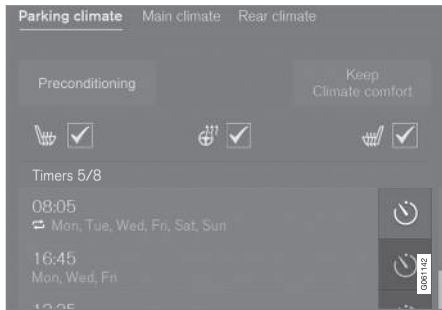 Parking climate Main climate Rear climate
Preconditioning
Keep
Climate comfort
Timers 5/8
08:05
Mon, Tue, Wed, Fri, Sat, Sun
16:45
Mon, Wed, Fri
G061142